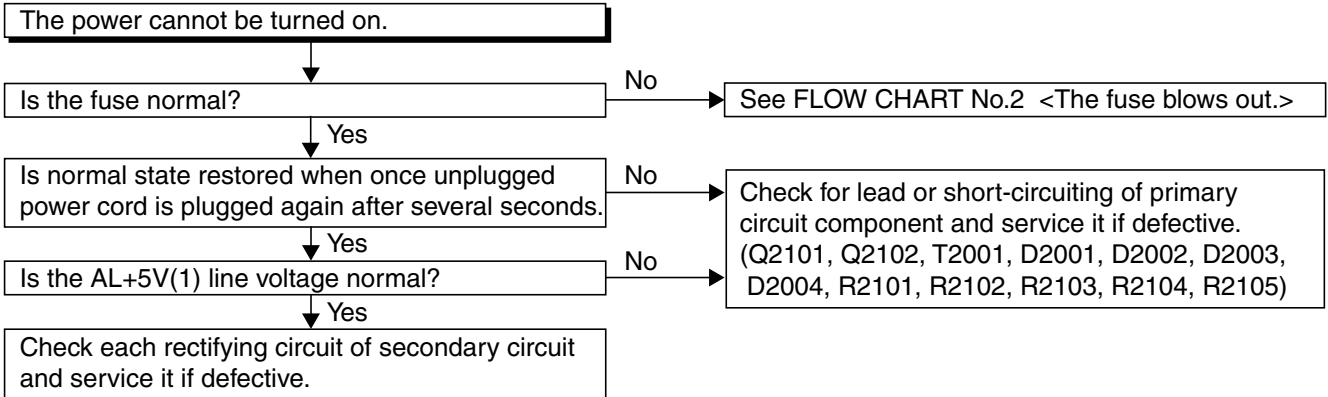 The power cannot be turned on.
Is the fuse normal?
No
See FLOW CHART No.2 <The fuse blows out.>
Yes
Is normal state restored when once unplugged
power cord is plugged again after several seconds.
No
Check for lead or short-circuiting of primary
circuit component and service it if defective.
(Q2101, Q2102, T2001, D2001, D2002, D2003,
D2004, R2101, R2102, R2103, R2104, R2105)
Yes
Is the AL+5V(1) line voltage normal?
No
Yes
Check each rectifying circuit of secondary circuit
and service it if defective.